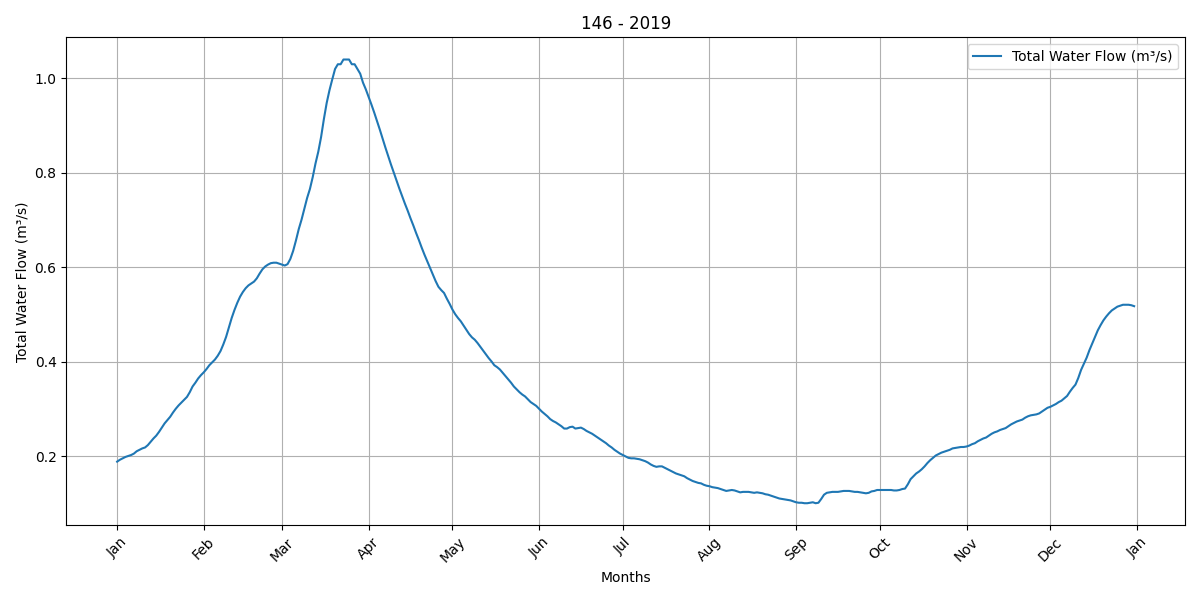 146 - 2019
Total Water Flow (m³/s)
Total Water Flow (m³/s)
1.0
0.8
0.6
0.4
0.2
Jan Feb Mar Apr May Jun Jul Aug Sep Oct Nov Dec Jan
Months